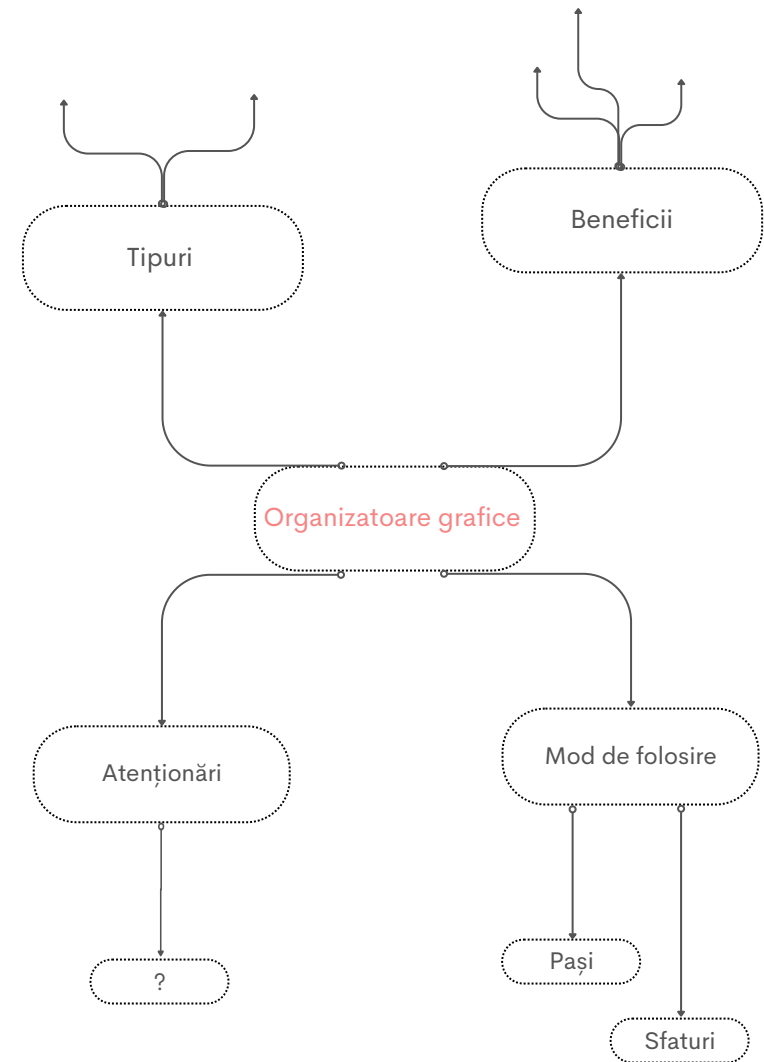 Beneficii
Tipuri
Organizatoare grafice
Atenționări
Mod de folosire
?
Pași
Sfaturi